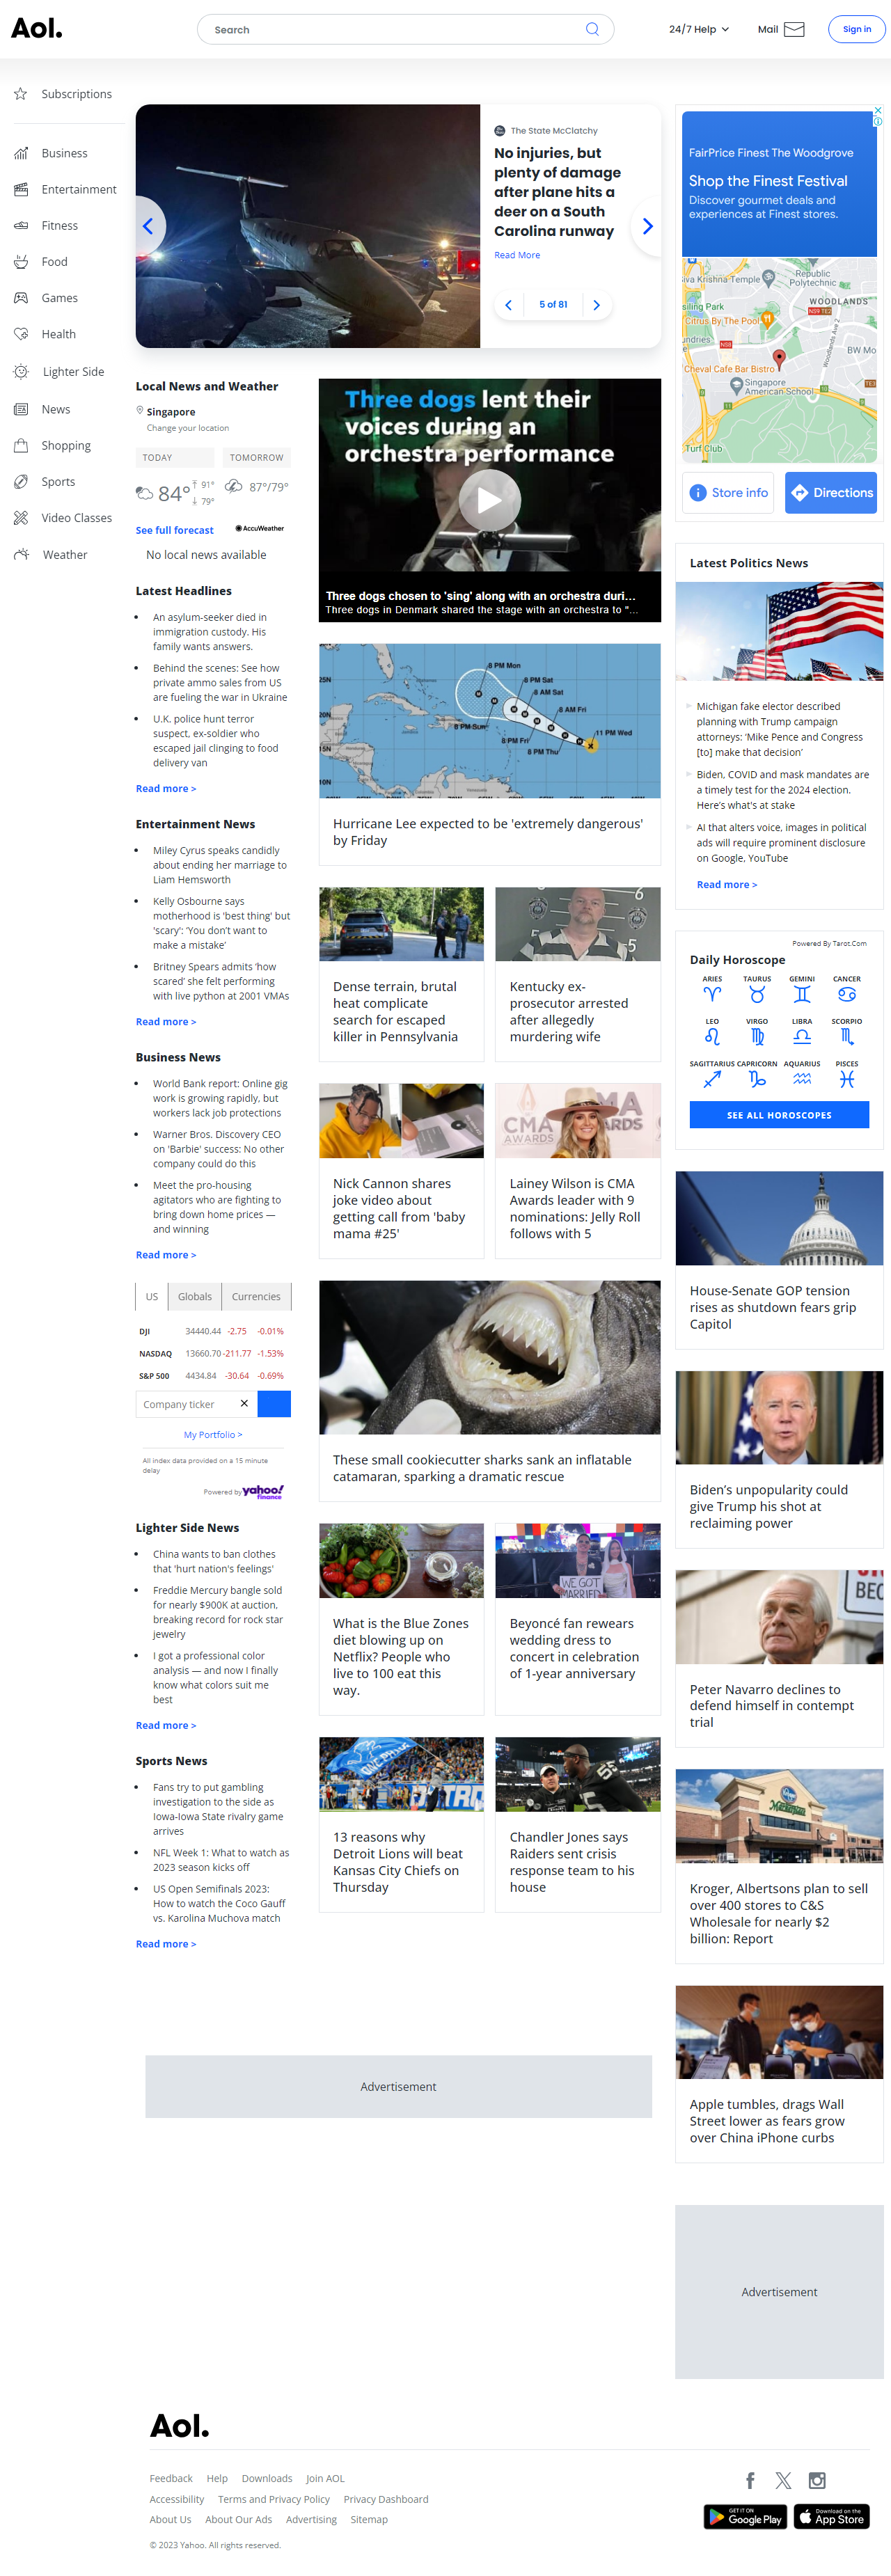 Aol.
Search
24/7 Help
Mail
Sign in
Subscriptions
Business
Entertainment
Fitness
Food
Games
Health
Lighter Side
News
Shopping
Sports
Video Classes
Weather
The State McClatchy
No injuries, but
plenty of damage
after plane hits a
deer on a South
Carolina runway
Read More
5 of 81
FairPrice Finest The Woodgrove
Shop the Finest Festival
Discover gourmet deals and
experiences at Finest stores.
Siva Krishna Temple
Republic
Polytechnic
WOODLANDS
Citrus By The Pool
Cheval Cafe Bar Bistro
BW Mo
Singapore
American School
Woodlands Ave 2
Turf Club
Store info
Directions
Local News and Weather
Singapore
Change your location
TODAY
TOMORROW
84°
91°
79°
87°/79°
See full forecast
AccuWeather
No local news available
Three dogs lent their
voices during an
orchestra performance
Three dogs chosen to 'sing' along with an orchestra duri...
Three dogs in Denmark shared the stage with an orchestra to "...
Latest Headlines
An asylum-seeker died in
immigration custody. His
family wants answers.
Behind the scenes: See how
private ammo sales from US
are fueling the war in Ukraine
U.K. police hunt terror
suspect, ex-soldier who
escaped jail clinging to food
delivery van
Read more >
Entertainment News
Miley Cyrus speaks candidly
about ending her marriage to
Liam Hemsworth
Kelly Osbourne says
motherhood is 'best thing' but
'scary': 'You don't want to
make a mistake'
Britney Spears admits 'how
scared' she felt performing
with live python at 2001 VMAs
Read more >
Business News
World Bank report: Online gig
work is growing rapidly, but
workers lack job protections
Warner Bros. Discovery CEO
on 'Barbie' success: No other
company could do this
Meet the pro-housing
agitators who are fighting to
bring down home prices —
and winning
Read more >
US
Globals
Currencies
DJI 34440.44 -2.75 -0.01%
NASDAQ 13660.70 -211.77 -1.53%
S&P 500 4434.84 -30.64 -0.69%
Company ticker
My Portfolio >
All index data provided on a 15 minute
delay
Powered by yahoo! finance
Lighter Side News
China wants to ban clothes
that 'hurt nation's feelings'
Freddie Mercury bangle sold
for nearly $900K at auction,
breaking record for rock star
jewelry
I got a professional color
analysis — and now I finally
know what colors suit me
best
Read more >
Sports News
Fans try to put gambling
investigation to the side as
Iowa-Iowa State rivalry game
arrives
NFL Week 1: What to watch as
2023 season kicks off
US Open Semifinals 2023:
How to watch the Coco Gauff
vs. Karolina Muchova match
Read more >
8 PM Mon
8 PM Sat
8 AM Sat
8 AM Fri
8 PM Sun
8 PM Fri
8 PM Thu
11 PM Wed
25N
15N
10N
Hurricane Lee expected to be 'extremely dangerous'
by Friday
Dense terrain, brutal
heat complicate
search for escaped
killer in Pennsylvania
Kentucky ex-
prosecutor arrested
after allegedly
murdering wife
Nick Cannon shares
joke video about
getting call from 'baby
mama #25'
CMA
AWARDS
Lainey Wilson is CMA
Awards leader with 9
nominations: Jelly Roll
follows with 5
These small cookiecutter sharks sank an inflatable
catamaran, sparking a dramatic rescue
What is the Blue Zones
diet blowing up on
Netflix? People who
live to 100 eat this
way.
WE GOT
MARRIED
Beyoncé fan rewears
wedding dress to
concert in celebration
of 1-year anniversary
13 reasons why
Detroit Lions will beat
Kansas City Chiefs on
Thursday
Chandler Jones says
Raiders sent crisis
response team to his
house
Latest Politics News
Michigan fake elector described
planning with Trump campaign
attorneys: 'Mike Pence and Congress
[to] make that decision'
Biden, COVID and mask mandates are
a timely test for the 2024 election.
Here's what's at stake
AI that alters voice, images in political
ads will require prominent disclosure
on Google, YouTube
Read more >
Powered By Tarot.Com
Daily Horoscope
ARIES TAURUS GEMINI CANCER
LEO VIRGO LIBRA SCORPIO
SAGITTARIUS CAPRICORN AQUARIUS PISCES
SEE ALL HOROSCOPES
House-Senate GOP tension
rises as shutdown fears grip
Capitol
Biden's unpopularity could
give Trump his shot at
reclaiming power
Peter Navarro declines to
defend himself in contempt
trial
Kroger
Marketplace
Kroger, Albertsons plan to sell
over 400 stores to C&S
Wholesale for nearly $2
billion: Report
Apple tumbles, drags Wall
Street lower as fears grow
over China iPhone curbs
Advertisement
Advertisement
Aol.
Feedback Help Downloads Join AOL
Accessibility Terms and Privacy Policy Privacy Dashboard
About Us About Our Ads Advertising Sitemap
© 2023 Yahoo. All rights reserved.
GET IT ON
Google Play
Download on the
App Store